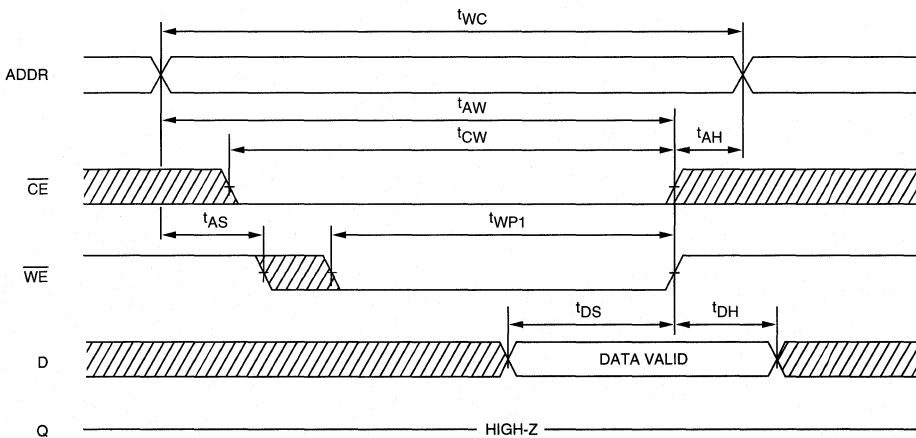 tWC
ADDR
tAW
tCW
tAH
CE
tAS
tWP1
WE
tDS
tDH
D
DATA VALID
Q
HIGH-Z